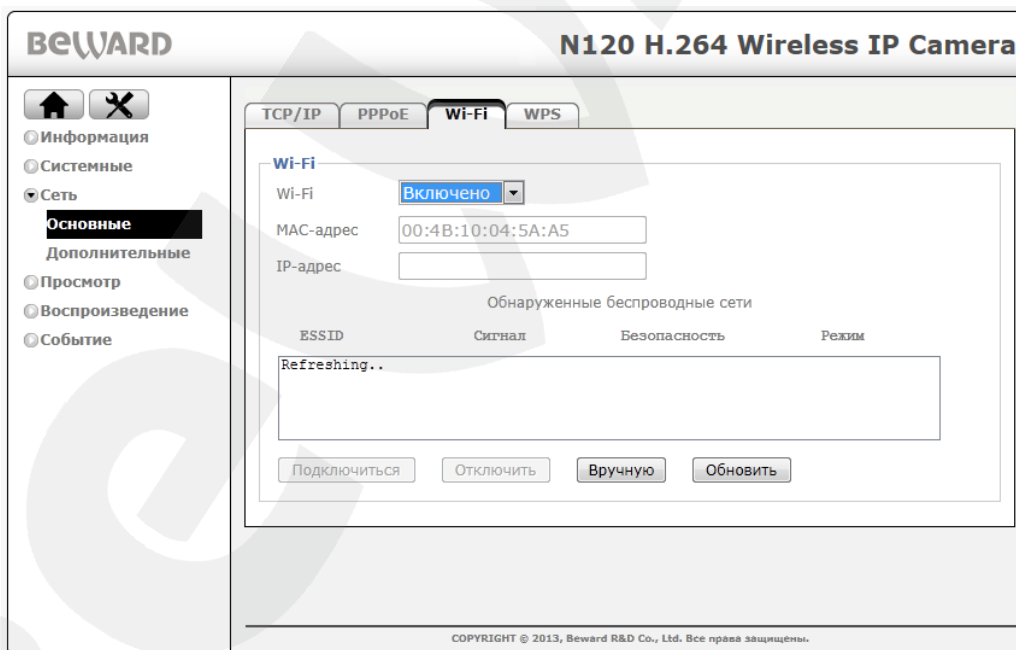 BEWARD
N120 H.264 Wireless IP Camera
TCP/IP PPPoE Wi-Fi WPS
Информация
Системные
Сеть
Основные
Дополнительные
Просмотр
Воспроизведение
Событие
Wi-Fi
Wi-Fi Включено
MAC-адрес 00:4B:10:04:5A:A5
IP-адрес
Обнаруженные беспроводные сети
ESSID Сигнал Безопасность Режим
Refreshing..
Подключиться Отключить Вручную Обновить
COPYRIGHT © 2013, Beward R&D Co., Ltd. Все права защищены.